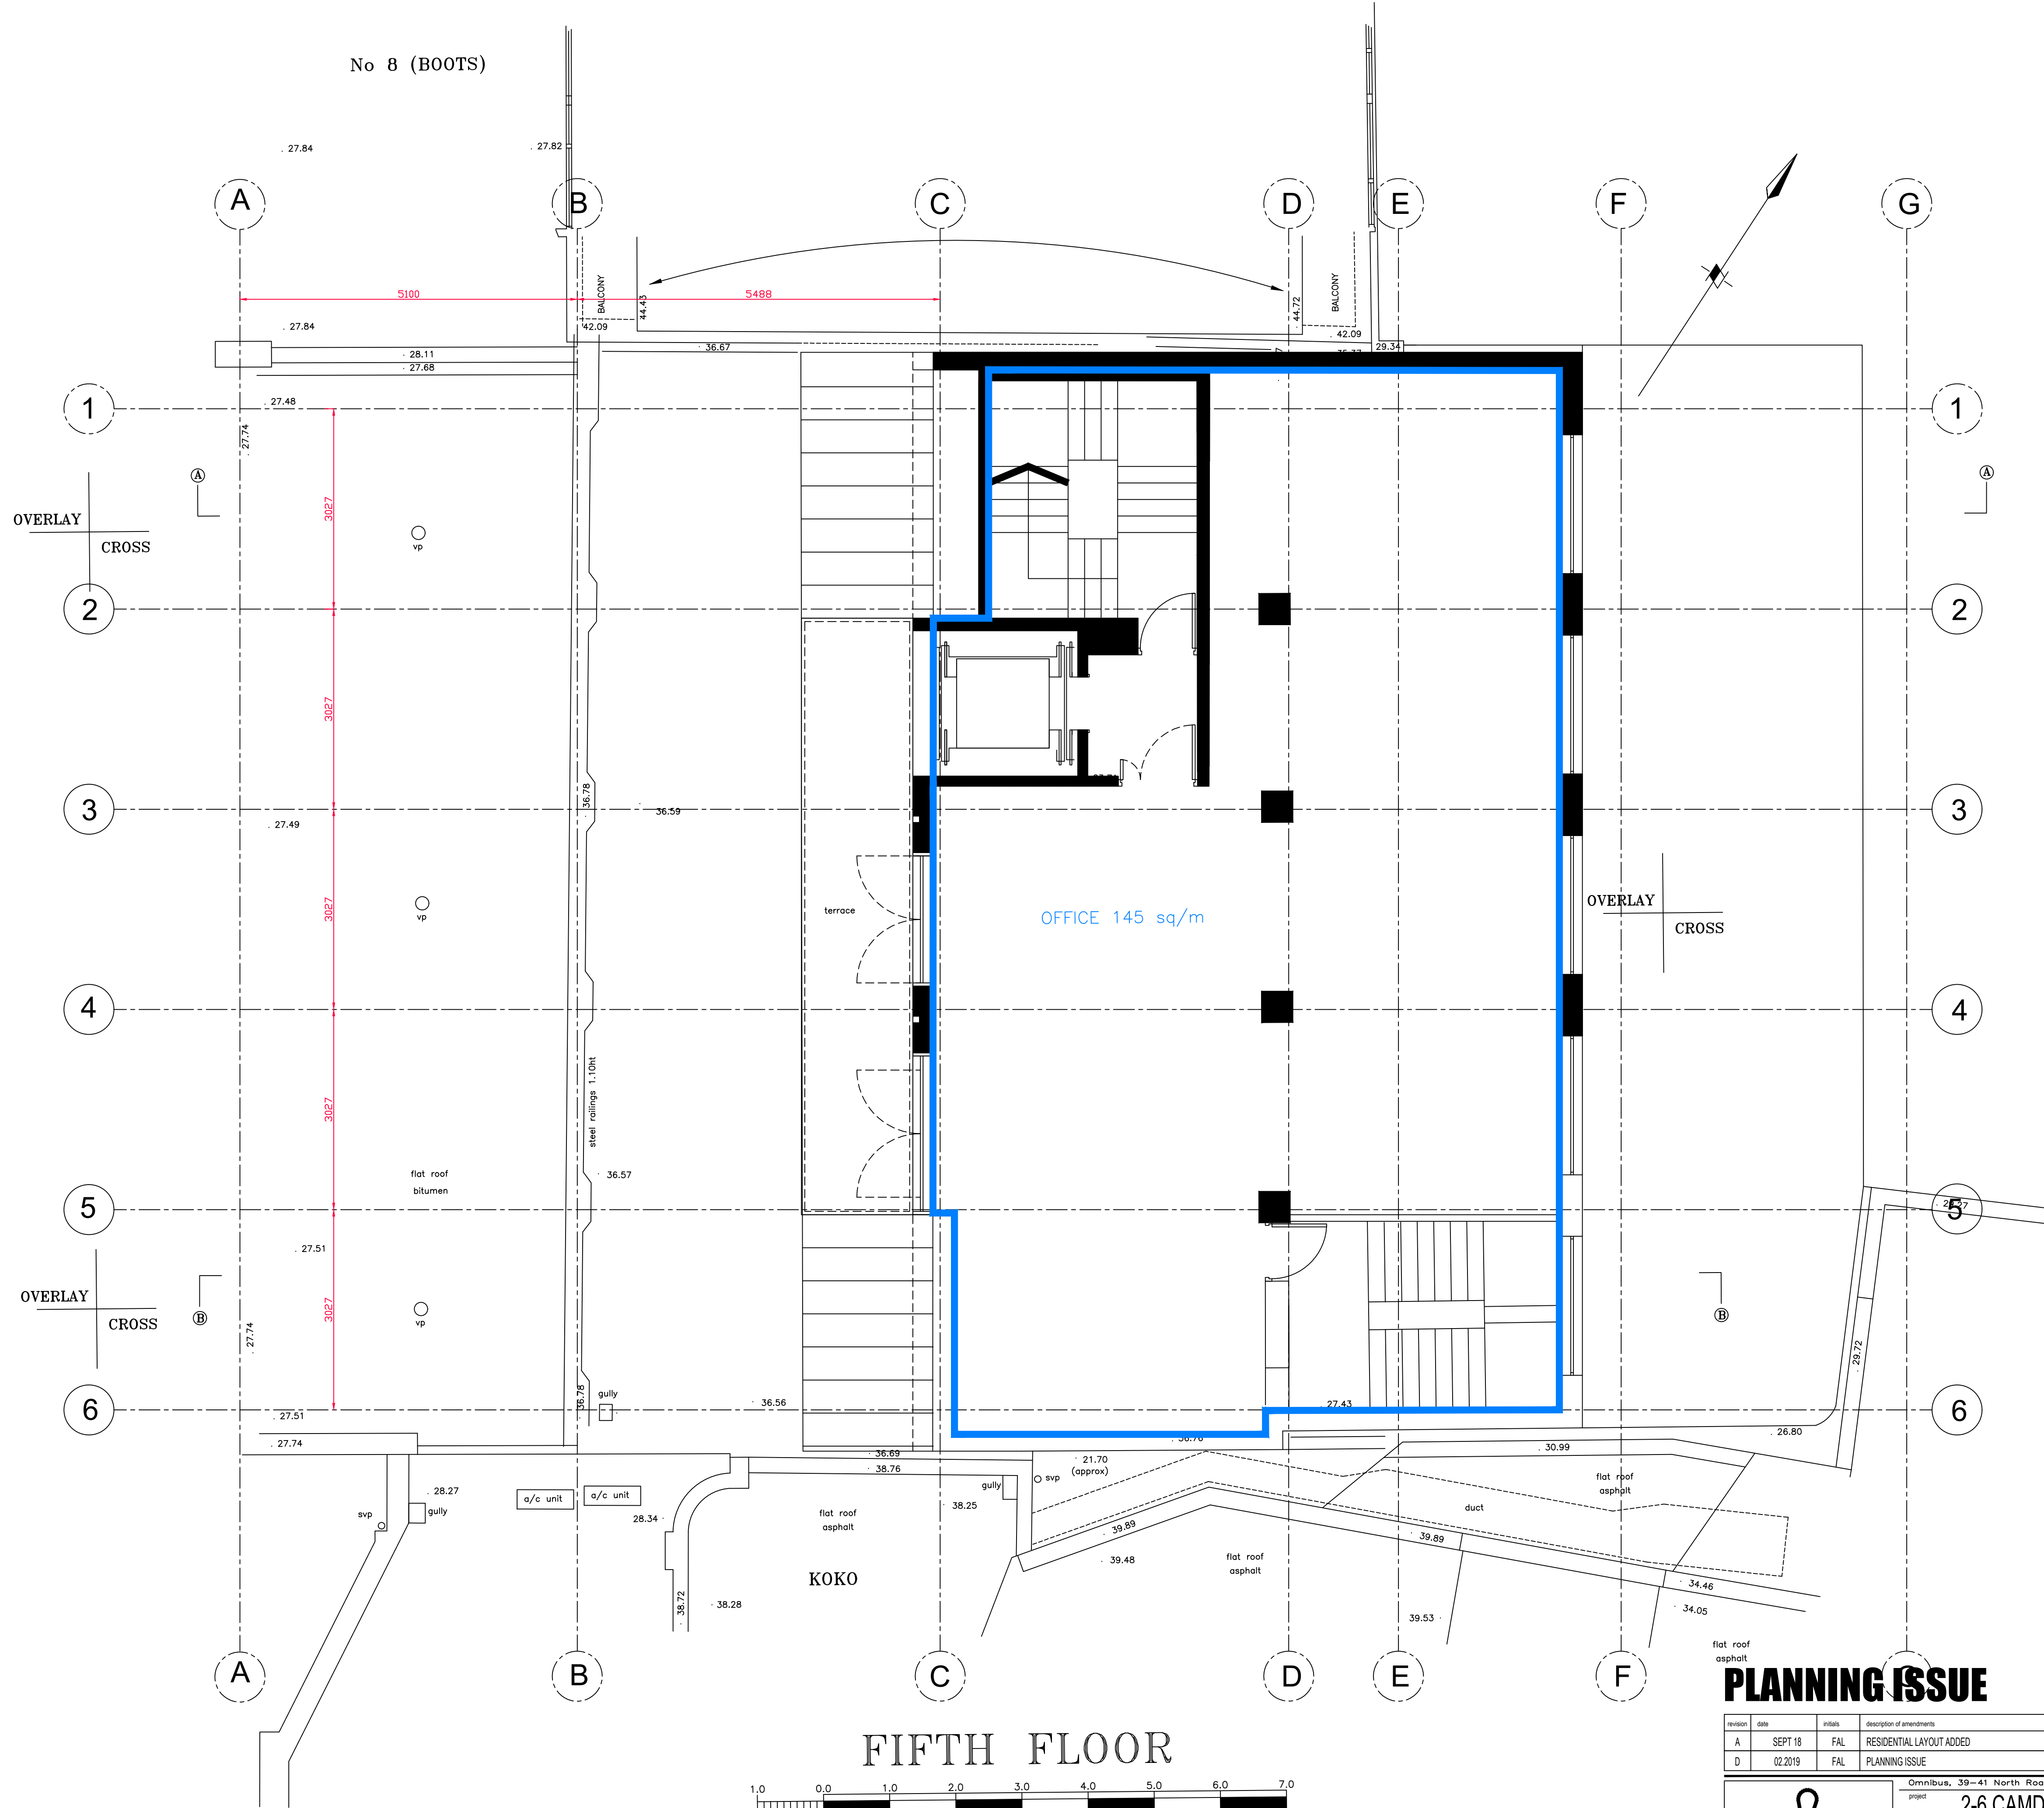 No 8 (BOOTS)
. 27.84
. 27.82
A
B
C
D
E
F
G
BALCONY
44.43
44.72
BALCONY
5100
5488
. 27.84
42.09
. 42.09
· 28.11
· 36.67
29.34
· 27.68
. 27.48
1
1
27.74
A
A
3027
OVERLAY
CROSS
vp
2
2
3027
36.78
36.59
3
3
. 27.49
3027
OVERLAY
CROSS
vp
terrace
OFFICE 145 sq/m
4
4
3027
steel railings 1.10ht
flat roof
bitumen
· 36.57
5
5
. 27.51
3027
OVERLAY
CROSS
B
B
vp
27.74
29.72
36.78
gully
· 36.56
27.43
6
6
. 27.51
. 27.74
. 26.80
· 36.69
· 38.76
· 21.70
(approx)
. 30.99
svp
gully
flat roof
asphalt
. 28.27
a/c unit
a/c unit
· 38.25
svp
gully
28.34 ·
flat roof
asphalt
duct
39.89
39.89
· 39.48
flat roof
asphalt
KOKO
34.46
34.05
38.72
· 38.28
39.53 ·
flat roof
asphalt
A
B
C
D
E
F
G
PLANNING ISSUE
FIFTH FLOOR
revision date initials description of amendments
A SEPT 18 FAL RESIDENTIAL LAYOUT ADDED
D 02.2019 FAL PLANNING ISSUE
1.0 0.0 1.0 2.0 3.0 4.0 5.0 6.0 7.0
Omnibus, 39-41 North Roa
project
2-6 CAMD